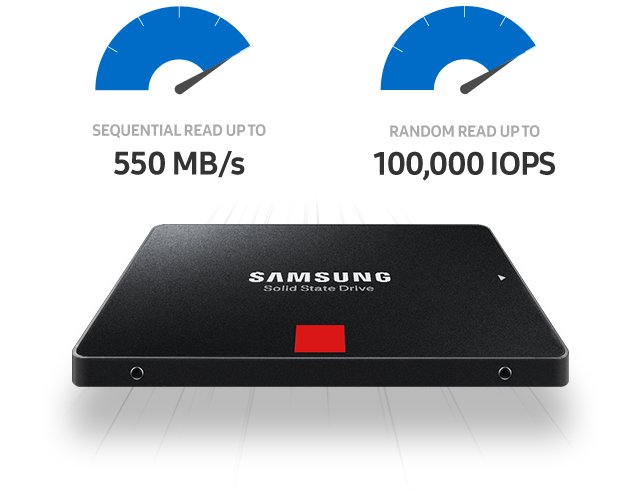 SEQUENTIAL READ UP TO
550 MB/s
RANDOM READ UP TO
100,000 IOPS
SAMSUNG
Solid State Drive